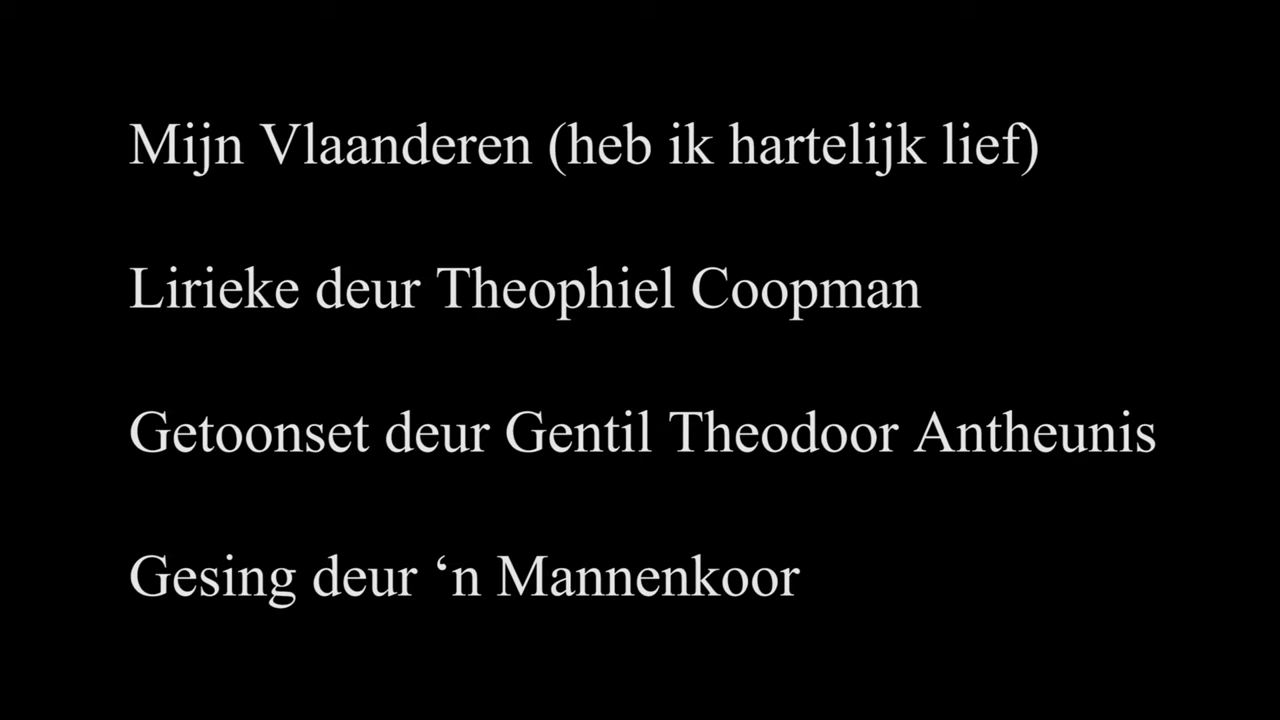 Mijn Vlaanderen (heb ik hartelijk lief)
Lirieke deur Theophiel Coopman
Getoonset deur Gentil Theodoor Antheunis
Gesing deur ‘n Mannenkoor